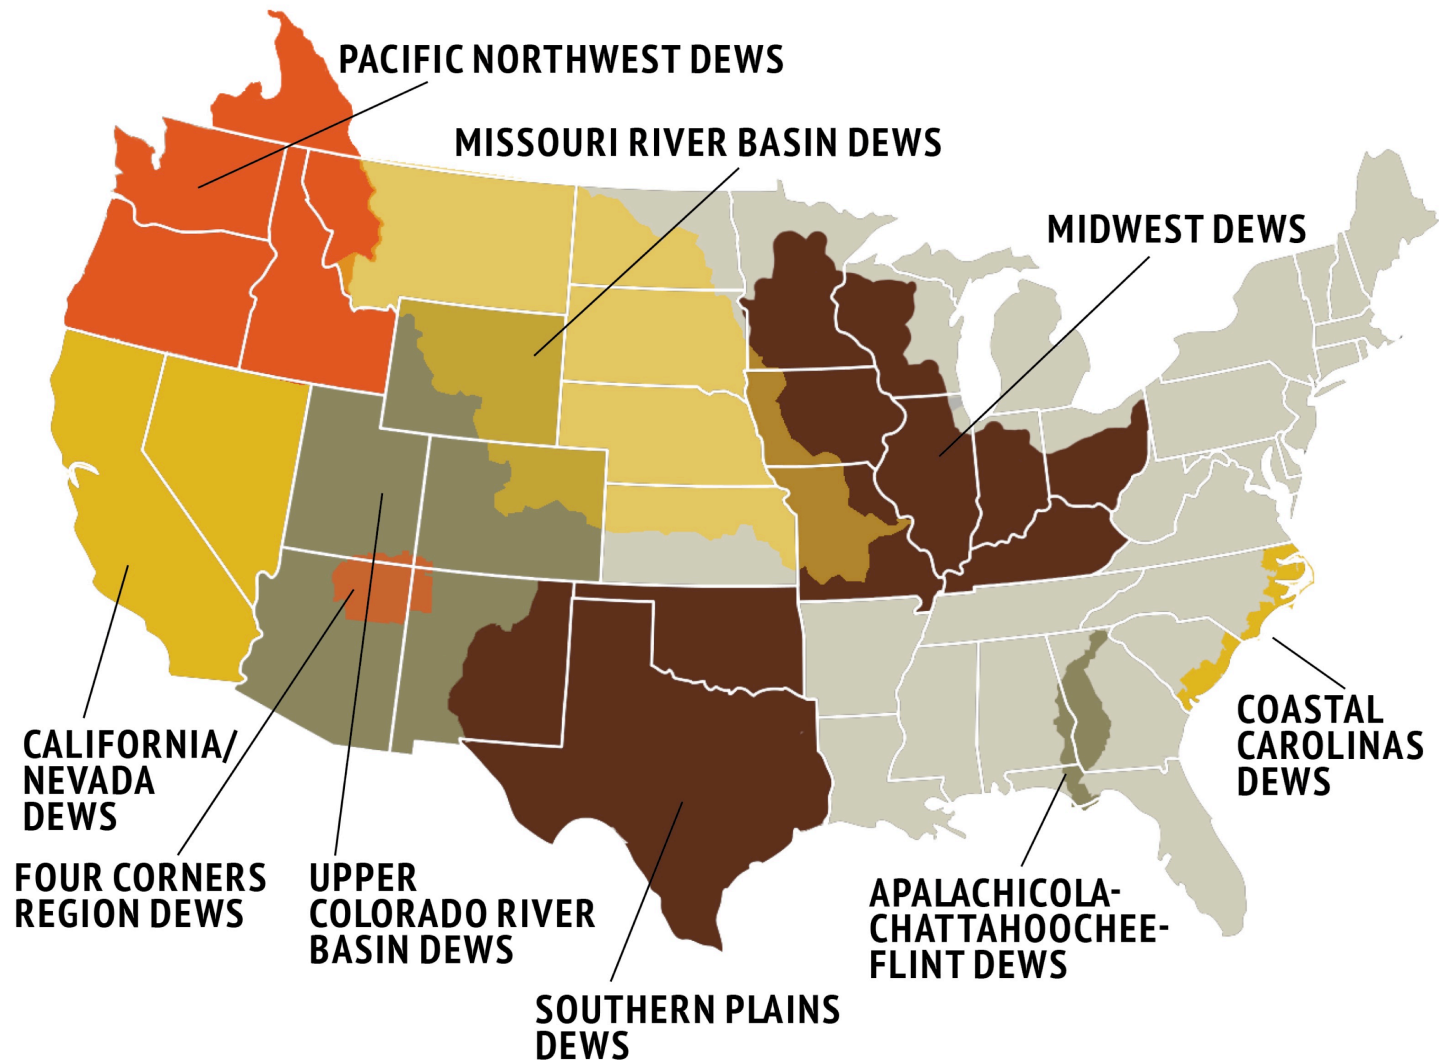 PACIFIC NORTHWEST DEWS
MISSOURI RIVER BASIN DEWS
MIDWEST DEWS
CALIFORNIA/
NEVADA
DEWS
FOUR CORNERS
REGION DEWS
UPPER
COLORADO RIVER
BASIN DEWS
SOUTHERN PLAINS
DEWS
APALACHICOLA-
CHATTAHOOCHEE-
FLINT DEWS
COASTAL
CAROLINAS
DEWS